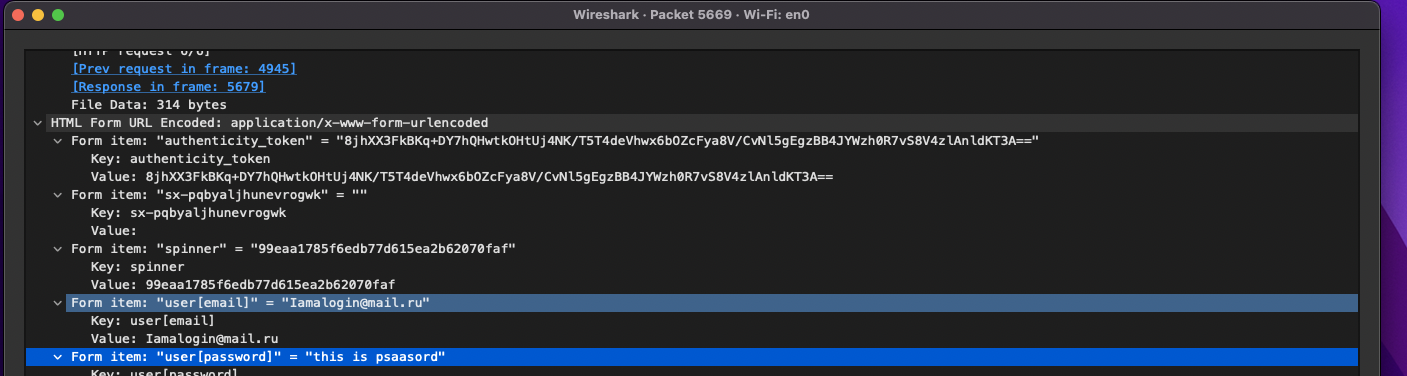 Wireshark · Packet 5669 · Wi-Fi: en0
[HTTP request 6/6]
[Prev request in frame: 4945]
[Response in frame: 5679]
File Data: 314 bytes
HTML Form URL Encoded: application/x-www-form-urlencoded
Form item: "authenticity_token" = "8jhXX3FkBKq+DY7hQHwtkOHtUj4NK/T5T4deVhwx6bOZcFya8V/CvNl5gEgzBB4JYWzh0R7vS8V4zlAnldKT3A=="
Key: authenticity_token
Value: 8jhXX3FkBKq+DY7hQHwtkOHtUj4NK/T5T4deVhwx6bOZcFya8V/CvNl5gEgzBB4JYWzh0R7vS8V4zlAnldKT3A==
Form item: "sx-pqbyaljhunevrogwk" = ""
Key: sx-pqbyaljhunevrogwk
Value:
Form item: "spinner" = "99eaa1785f6edb77d615ea2b62070faf"
Key: spinner
Value: 99eaa1785f6edb77d615ea2b62070faf
Form item: "user[email]" = "Iamalogin@mail.ru"
Key: user[email]
Value: Iamalogin@mail.ru
Form item: "user[password]" = "this is psaasord"
Key: user[password]